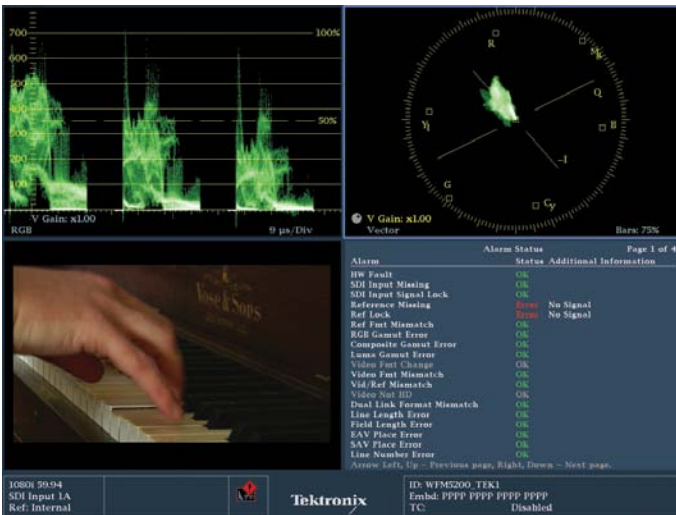 700
600
500
400
300
200
100
100%
50%
V Gain: x1.00
RGB
9 µs/Div
R
Mg
Q
B
Yl
-I
G
Cy
V Gain: x1.00
Vector
Bars: 75%
Vose & Sons
Alarm Status Page 1 of 4
Alarm Status Additional Information
HW Fault OK
SDI Input Missing OK
SDI Input Signal Lock OK
Reference Missing Error No Signal
Ref Lock Error No Signal
Ref Fmt Mismatch OK
RGB Gamut Error OK
Composite Gamut Error OK
Luma Gamut Error OK
Video Fmt Change OK
Video Fmt Mismatch OK
Vid/Ref Mismatch OK
Video Not HD OK
Dual Link Format Mismatch OK
Line Length Error OK
Field Length Error OK
EAV Place Error OK
SAV Place Error OK
Line Number Error OK
Arrow Left, Up - Previous page, Right, Down - Next page.
1080i 59.94
SDI Input 1A
Ref: Internal
Tektronix
ID: WFM5200_TEK1
Embd: PPPP PPPP PPPP PPPP
TC: Disabled